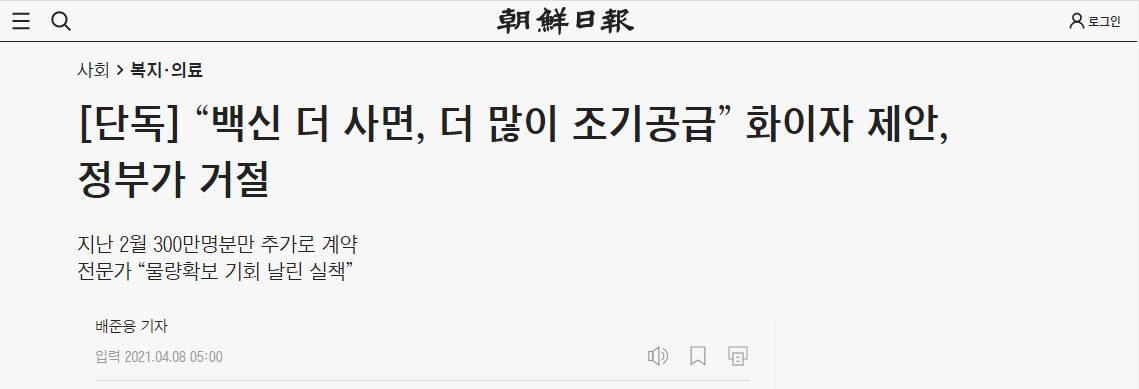 朝鮮日報
로그인
사회 > 복지·의료
[단독] “백신 더 사면, 더 많이 조기공급” 화이자 제안,
정부가 거절
지난 2월 300만명분만 추가로 계약
전문가 “물량확보 기회 날린 실책”
배준용 기자
입력 2021.04.08 05:00